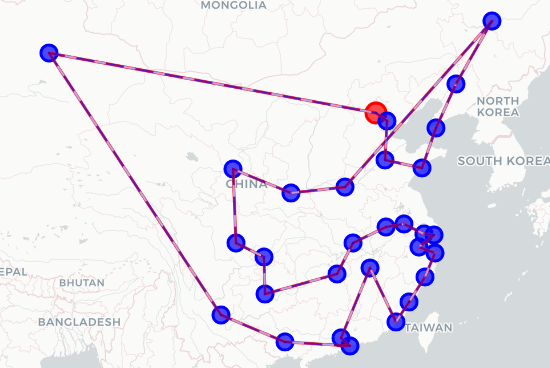 MONGOLIA
NORTH
KOREA
SOUTH KOREA
CHINA
EPAL
BHUTAN
BANGLADESH
TAIWAN